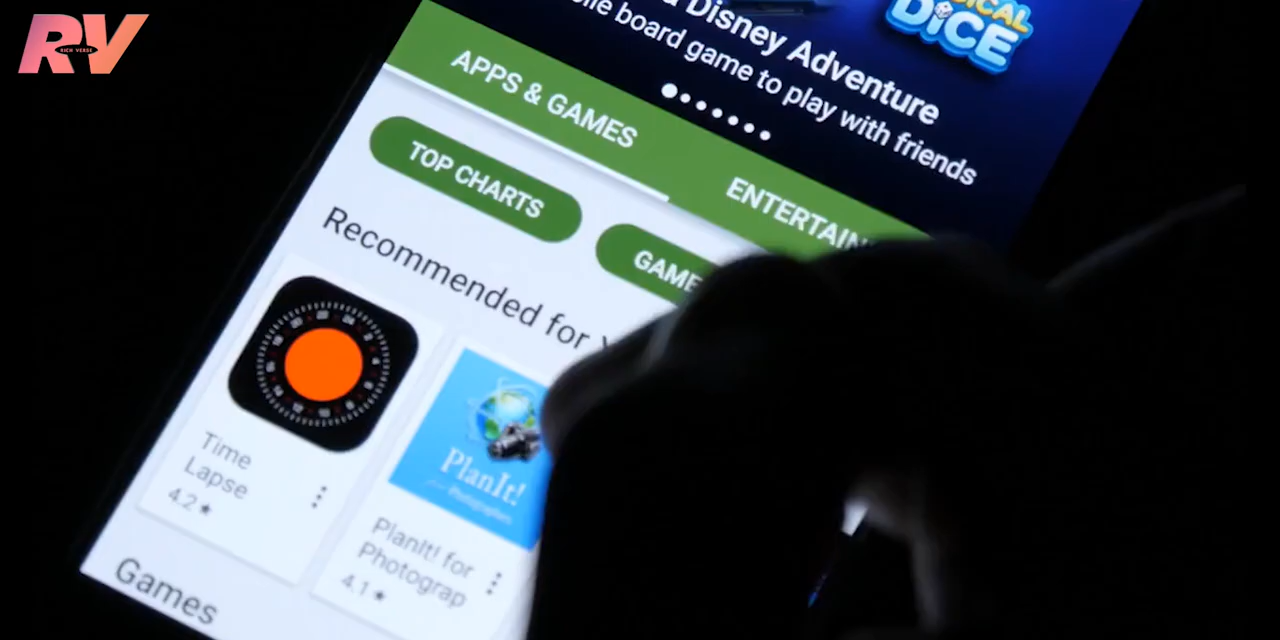 RV
RICH VERSE
ICAL
DiCE
Disney Adventure
board game to play with friends
APPS & GAMES
ENTERTAIN
TOP CHARTS
GAME
Recommended for
PlanIt!
Time
Lapse
4.2★
PlanIt! for
Photograp
4.1★
Games